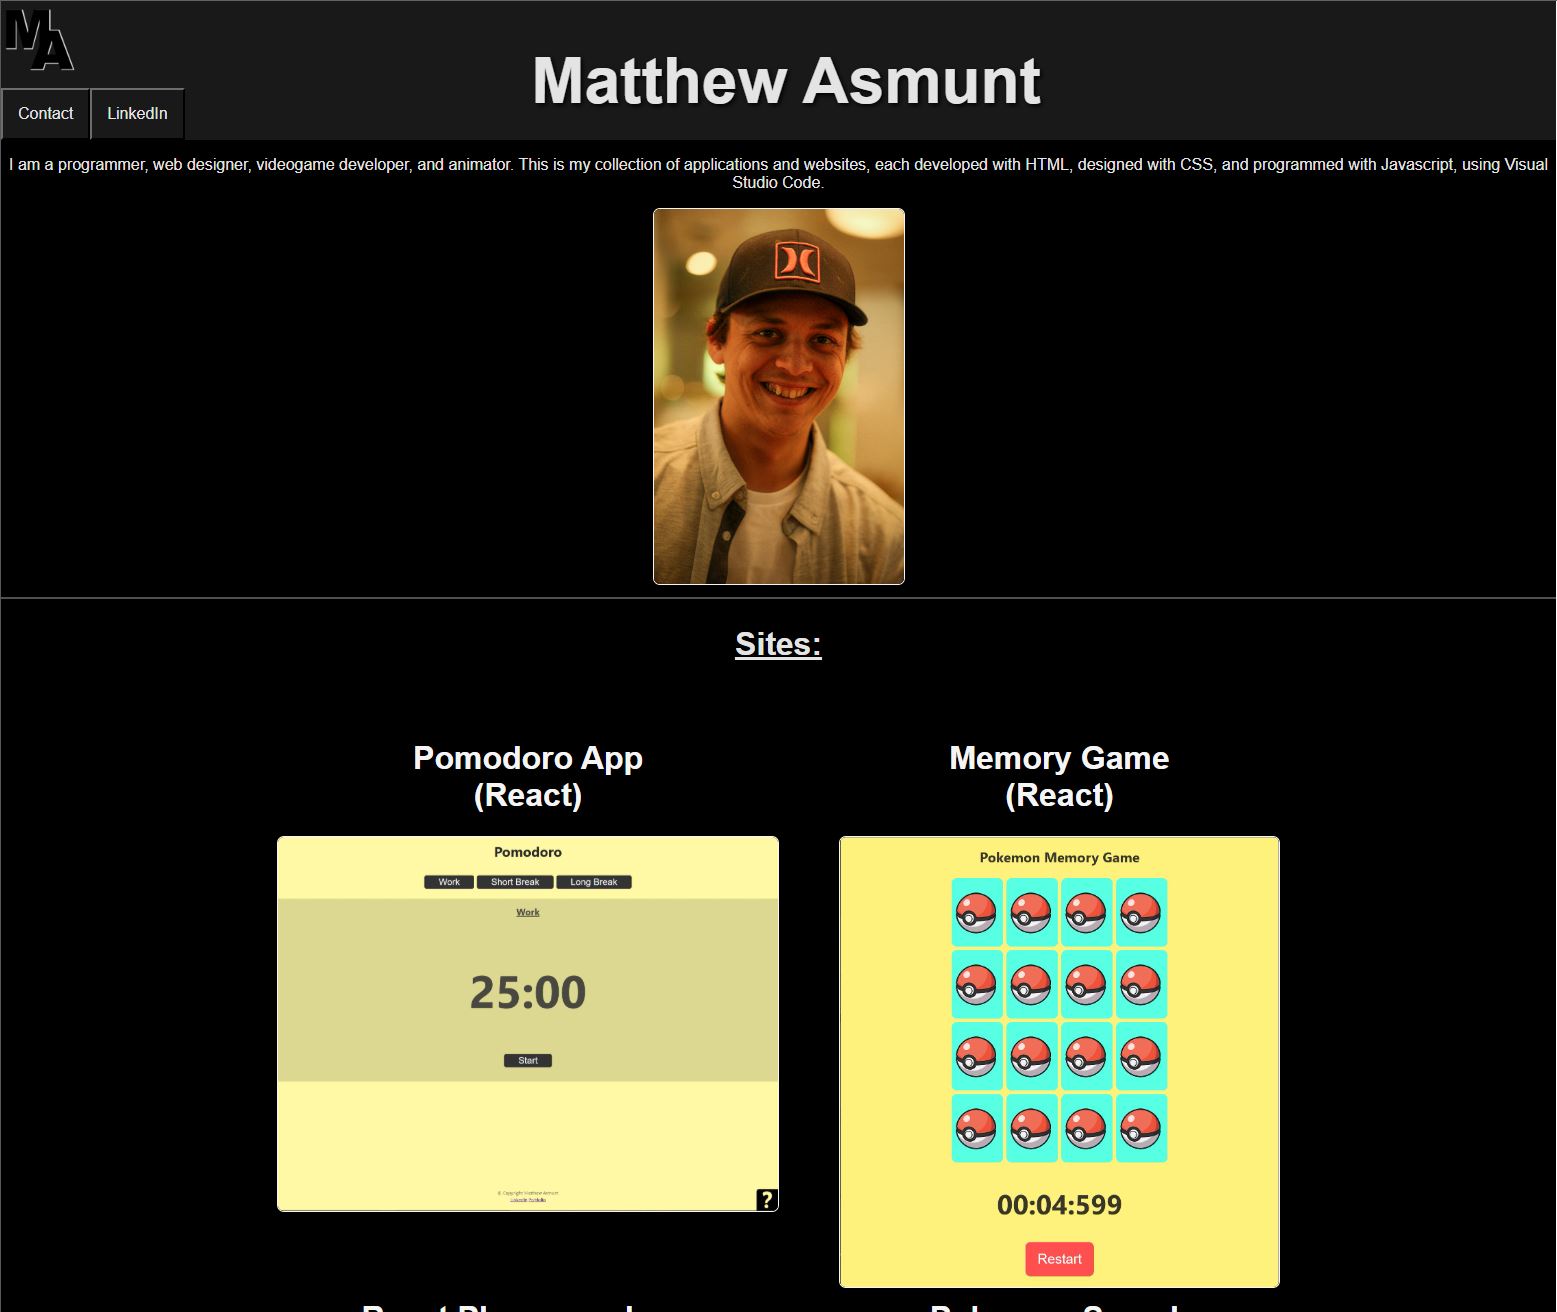 MA
Matthew Asmunt
Contact
LinkedIn
I am a programmer, web designer, videogame developer, and animator. This is my collection of applications and websites, each developed with HTML, designed with CSS, and programmed with Javascript, using Visual
Studio Code.
Sites:
Pomodoro App
(React)
Pomodoro
Work
Short Break
Long Break
Work
25:00
Start
© Copyright Matthew Asmunt
?
Memory Game
(React)
Pokemon Memory Game
00:04:599
Restart